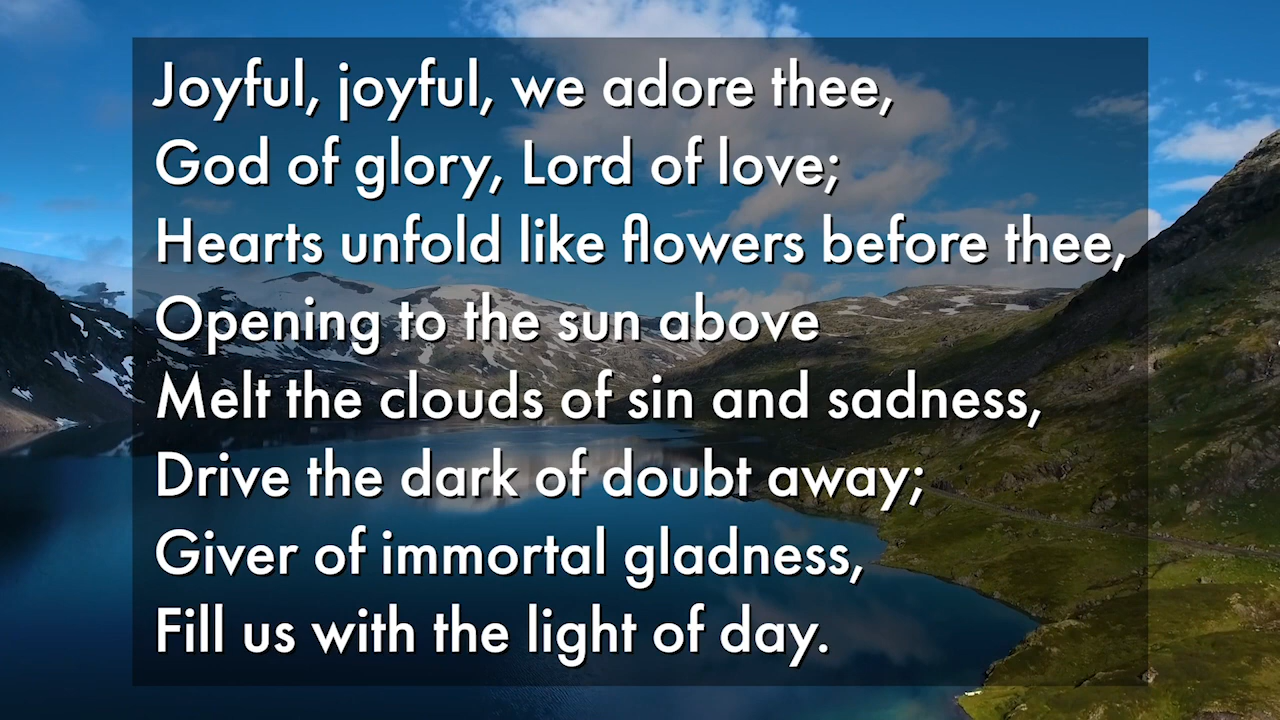 Joyful, joyful, we adore thee,
God of glory, Lord of love;
Hearts unfold like flowers before thee,
Opening to the sun above
Melt the clouds of sin and sadness,
Drive the dark of doubt away;
Giver of immortal gladness,
Fill us with the light of day.